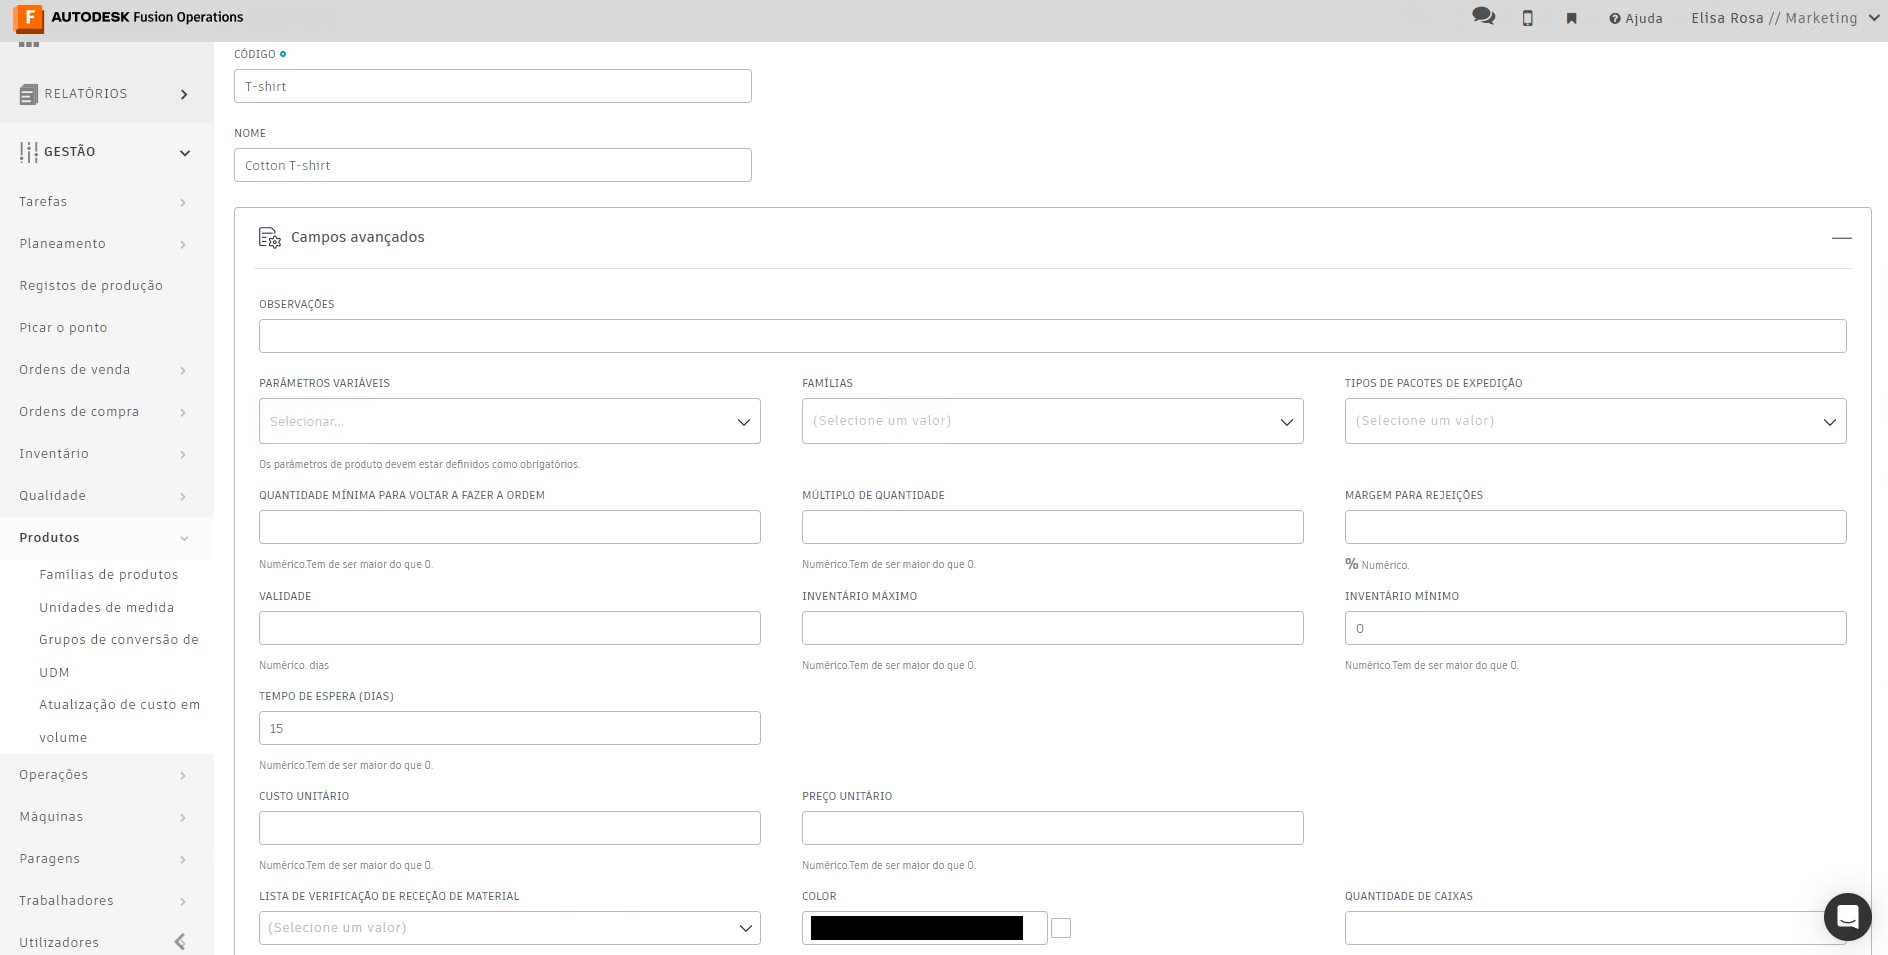 AUTODESK Fusion Operations
Ajuda
Elisa Rosa // Marketing
RELATÓRIOS
GESTÃO
Tarefas
Planeamento
Registos de produção
Picar o ponto
Ordens de venda
Ordens de compra
Inventário
Qualidade
Produtos
Famílias de produtos
Unidades de medida
Grupos de conversão de
UDM
Atualização de custo em
volume
Operações
Máquinas
Paragens
Trabalhadores
Utilizadores
CÓDIGO
T-shirt
NOME
Cotton T-shirt
Campos avançados
OBSERVAÇÕES
PARÂMETROS VARIÁVEIS
FAMÍLIAS
TIPOS DE PACOTES DE EXPEDIÇÃO
Selecionar...
(Selecione um valor)
(Selecione um valor)
Os parâmetros de produto devem estar definidos como obrigatórios.
QUANTIDADE MÍNIMA PARA VOLTAR A FAZER A ORDEM
MÚLTIPLO DE QUANTIDADE
MARGEM PARA REJEIÇÕES
Numérico.Tem de ser maior do que 0.
Numérico.Tem de ser maior do que 0.
% Numérico.
VALIDADE
INVENTÁRIO MÁXIMO
INVENTÁRIO MÍNIMO
0
Numérico. dias
Numérico.Tem de ser maior do que 0.
Numérico.Tem de ser maior do que 0.
TEMPO DE ESPERA (DIAS)
15
Numérico.Tem de ser maior do que 0.
CUSTO UNITÁRIO
PREÇO UNITÁRIO
Numérico.Tem de ser maior do que 0.
Numérico.Tem de ser maior do que 0.
LISTA DE VERIFICAÇÃO DE RECEÇÃO DE MATERIAL
COLOR
QUANTIDADE DE CAIXAS
(Selecione um valor)